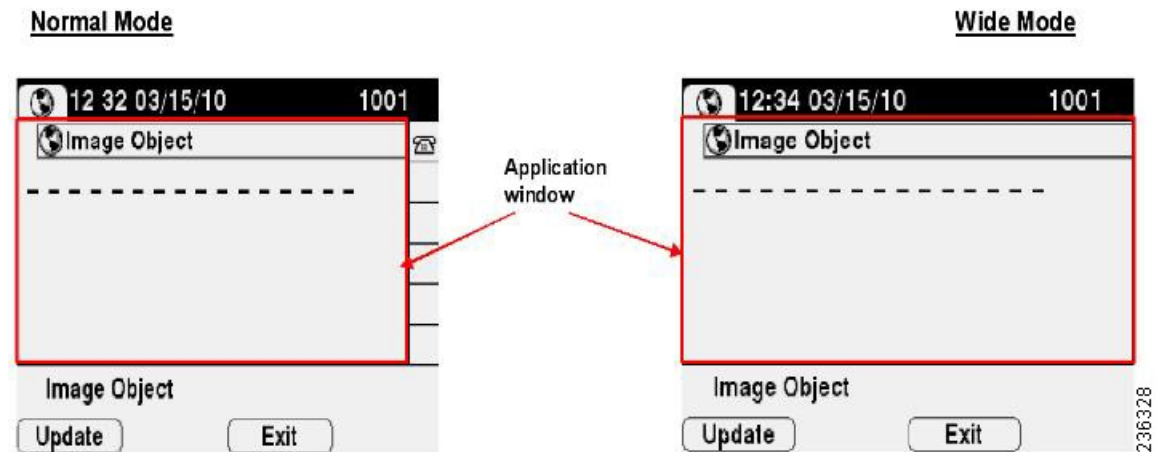 Normal Mode
Wide Mode
12 32 03/15/10 1001
Image Object
Image Object
Update Exit
Application
window
12:34 03/15/10 1001
Image Object
Image Object
Update Exit
236328